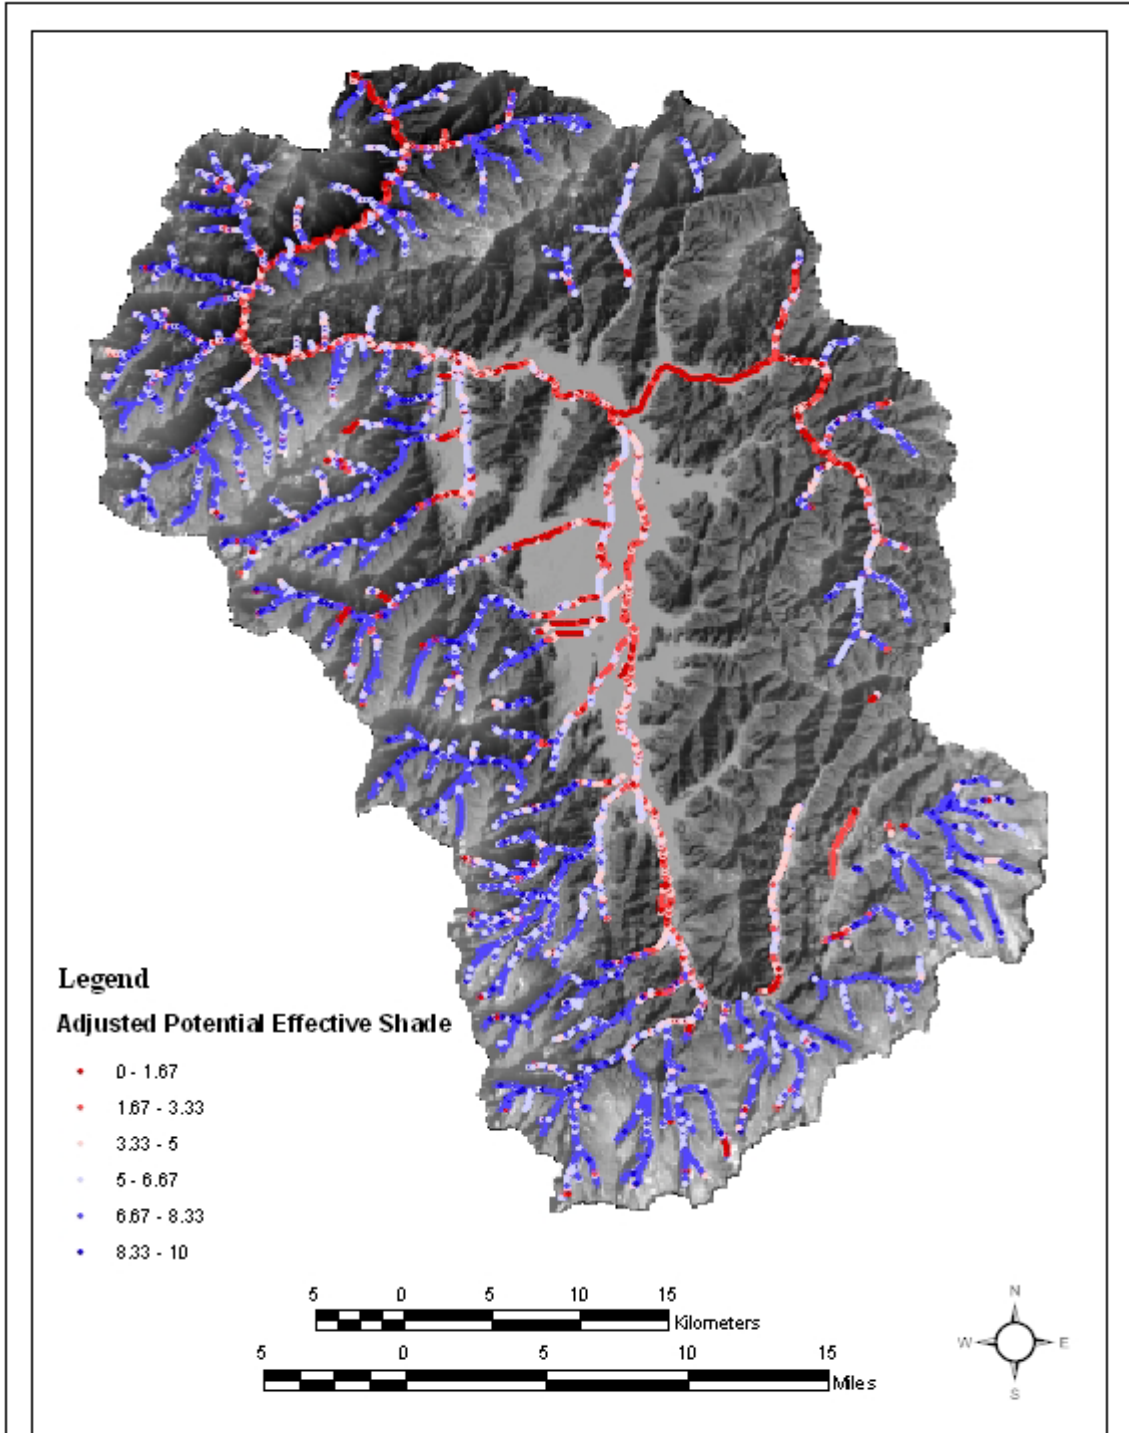 Legend
Adjusted Potential Effective Shade
0 - 1.67
1.67 - 3.33
3.33 - 5
5 - 6.67
6.67 - 8.33
8.33 - 10
5 0 5 10 15
Kilometers
5 0 5 10 15
Miles
N
W E
S